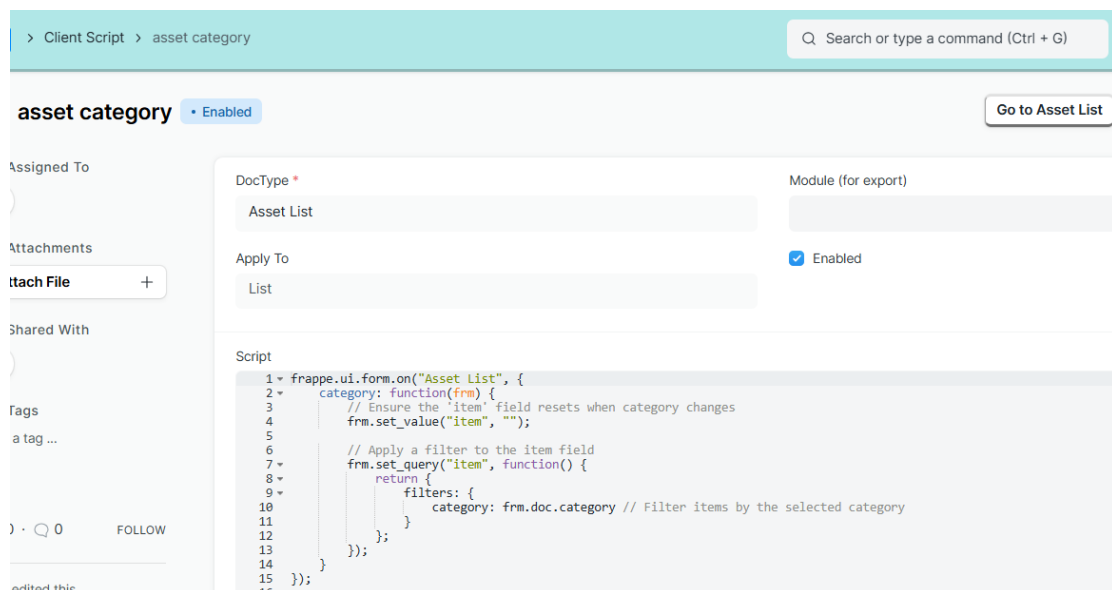 > Client Script > asset category
Search or type a command (Ctrl + G)
asset category
• Enabled
Go to Asset List
Assigned To
Attachments
ttach File +
Shared With
Tags
a tag ...
0 · 0 FOLLOW
edited this
DocType *
Asset List
Module (for export)
Apply To
List
Enabled
Script
1 frappe.ui.form.on("Asset List", {
2     category: function(frm) {
3         // Ensure the 'item' field resets when category changes
4         frm.set_value("item", "");
5
6         // Apply a filter to the item field
7         frm.set_query("item", function() {
8             return {
9                 filters: {
10                     category: frm.doc.category // Filter items by the selected category
11                 }
12             };
13         });
14     }
15 });